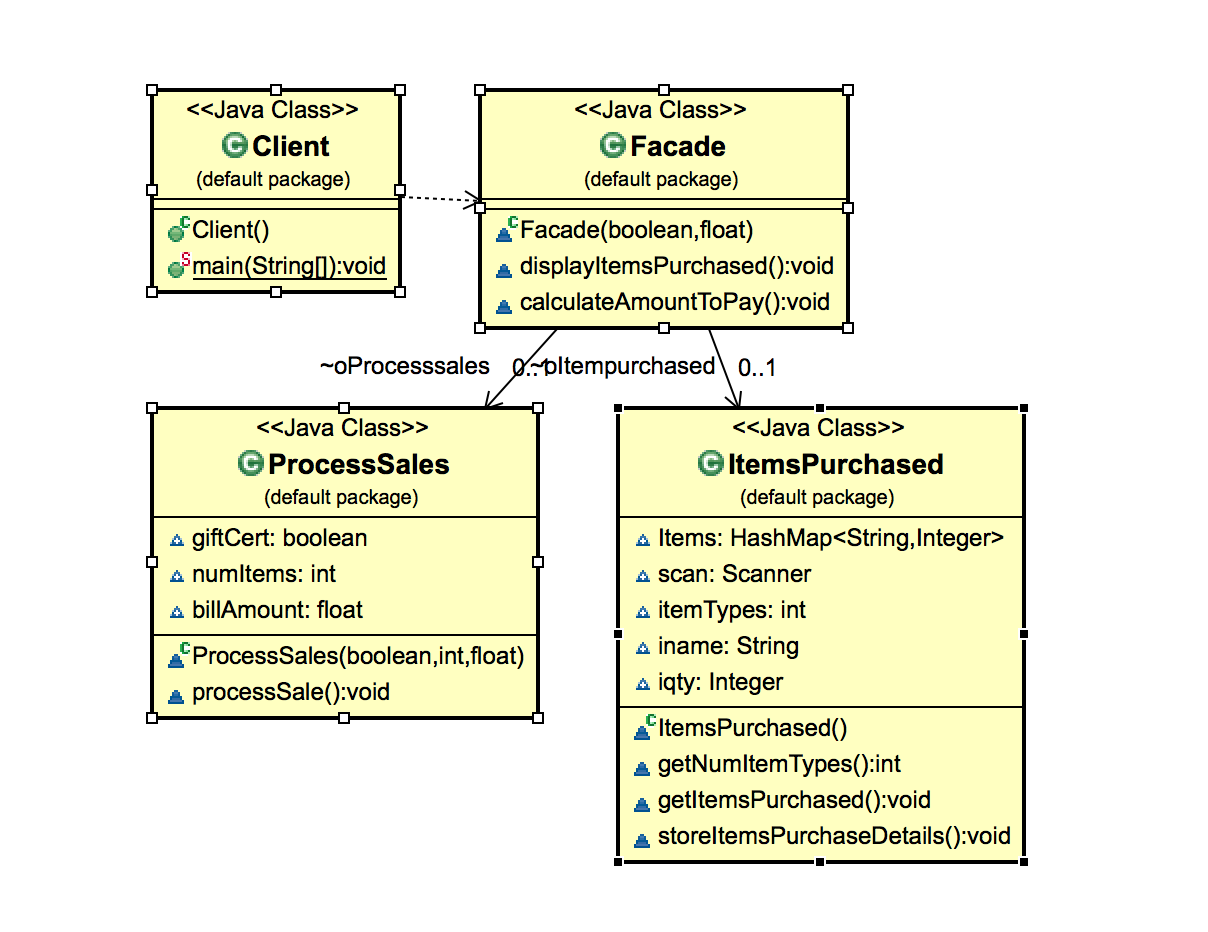 <<Java Class>>
C Client
(default package)
C Client()
S main(String[]):void
<<Java Class>>
C Facade
(default package)
C Facade(boolean,float)
displayItemsPurchased():void
calculateAmountToPay():void
~oProcesssales
0..1
~oItempurchased
0..1
<<Java Class>>
C ProcessSales
(default package)
giftCert: boolean
numItems: int
billAmount: float
C ProcessSales(boolean,int,float)
processSale():void
<<Java Class>>
C ItemsPurchased
(default package)
Items: HashMap<String,Integer>
scan: Scanner
itemTypes: int
iname: String
iqty: Integer
C ItemsPurchased()
getNumItemTypes():int
getItemsPurchased():void
storeItemsPurchaseDetails():void